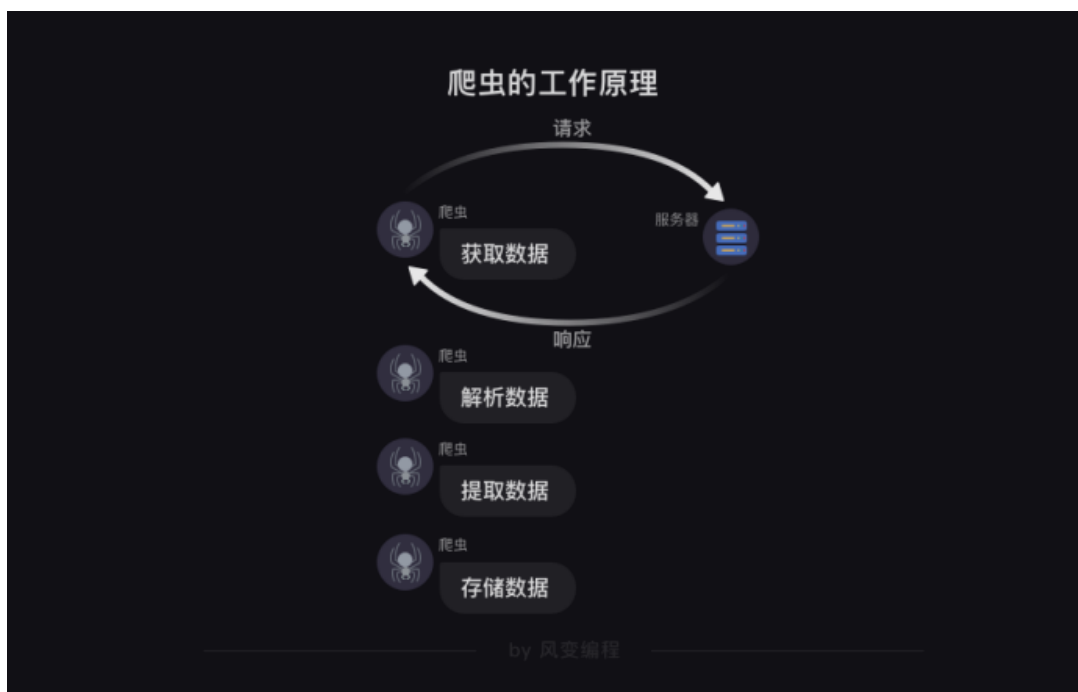 爬虫的工作原理
请求
爬虫
服务器
获取数据
响应
爬虫
解析数据
爬虫
提取数据
爬虫
存储数据
by 风变编程